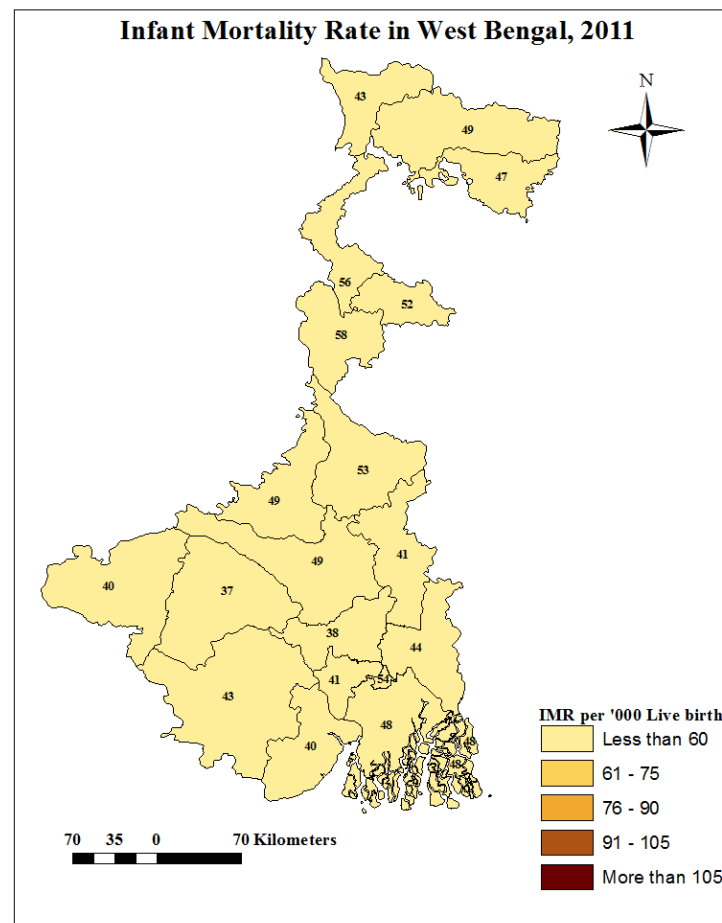 Infant Mortality Rate in West Bengal, 2011
N
43
49
47
56
52
58
53
49
41
49
40
37
38
44
41
54
43
48
40
48
48
IMR per '000 Live birth
Less than 60
61 - 75
76 - 90
91 - 105
More than 105
70 35 0 70 Kilometers